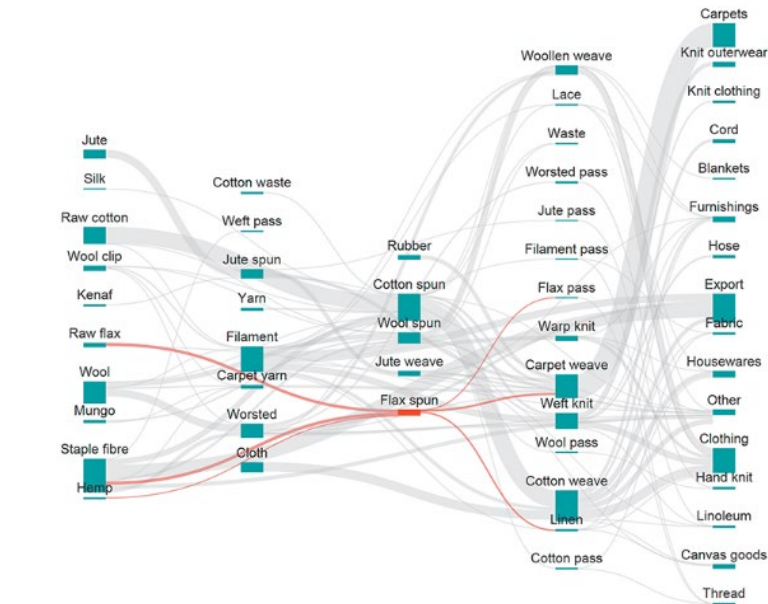 Jute
Silk
Raw cotton
Wool clip
Kenaf
Raw flax
Wool
Mungo
Staple fibre
Hemp
Cotton waste
Weft pass
Jute spun
Yarn
Filament
Carpet yarn
Worsted
Cloth
Rubber
Cotton spun
Wool spun
Jute weave
Flax spun
Woollen weave
Lace
Waste
Worsted pass
Jute pass
Filament pass
Flax pass
Warp knit
Carpet weave
Weft knit
Wool pass
Cotton weave
Linen
Cotton pass
Carpets
Knit outerwear
Knit clothing
Cord
Blankets
Furnishings
Hose
Export
Fabric
Housewares
Other
Clothing
Hand knit
Linoleum
Canvas goods
Thread